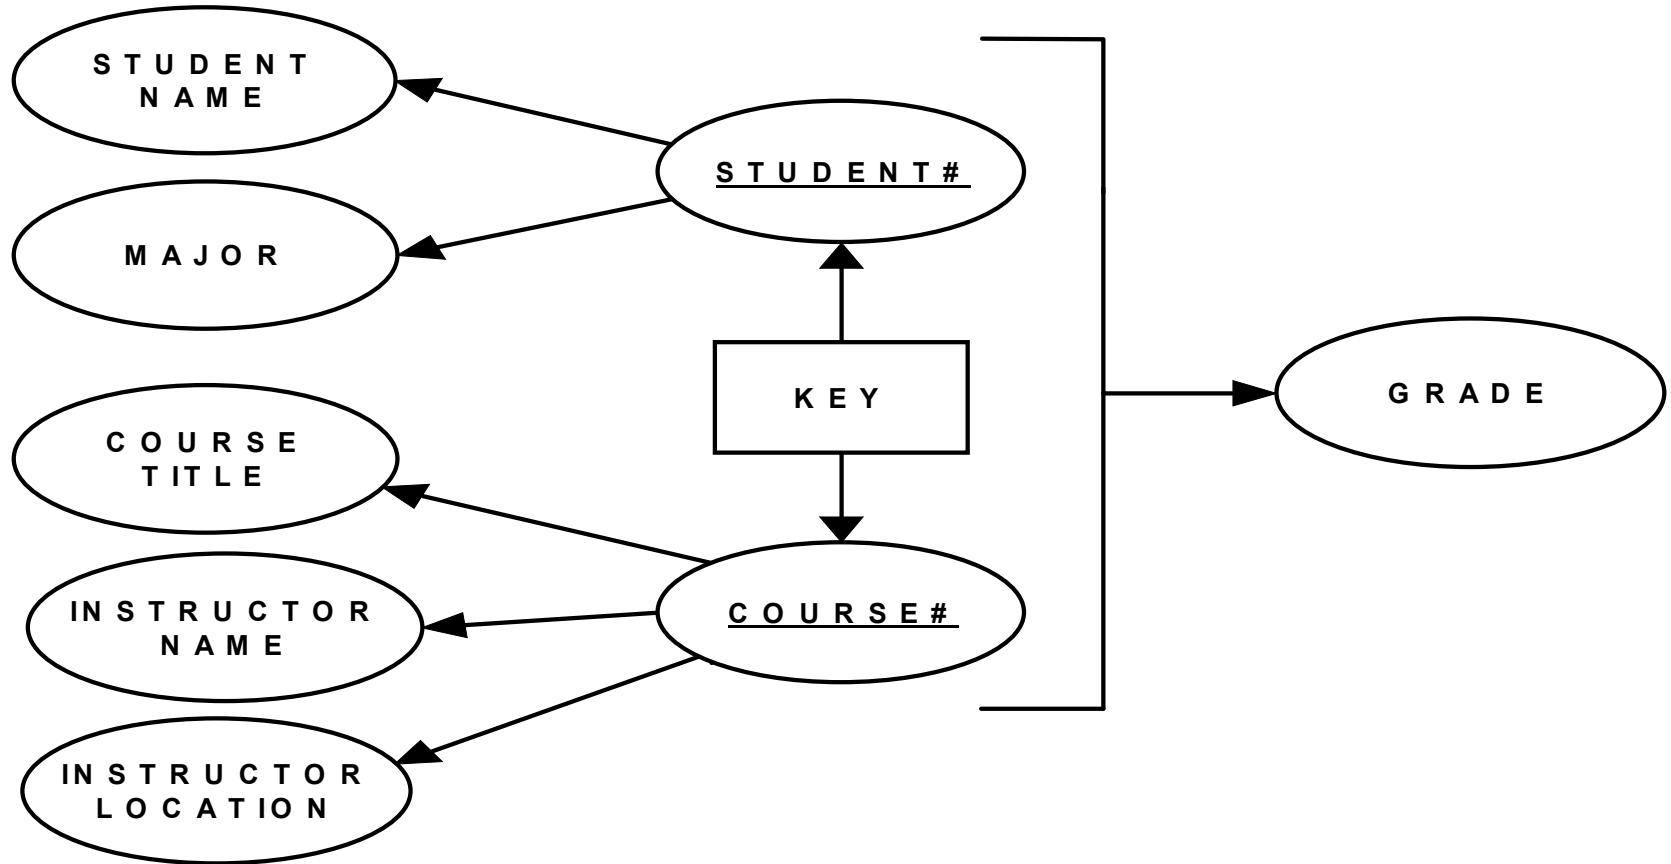 STUDENT
NAME
STUDENT#
MAJOR
KEY
GRADE
COURSE
TITLE
INSTRUCTOR
NAME
COURSE#
INSTRUCTOR
LOCATION